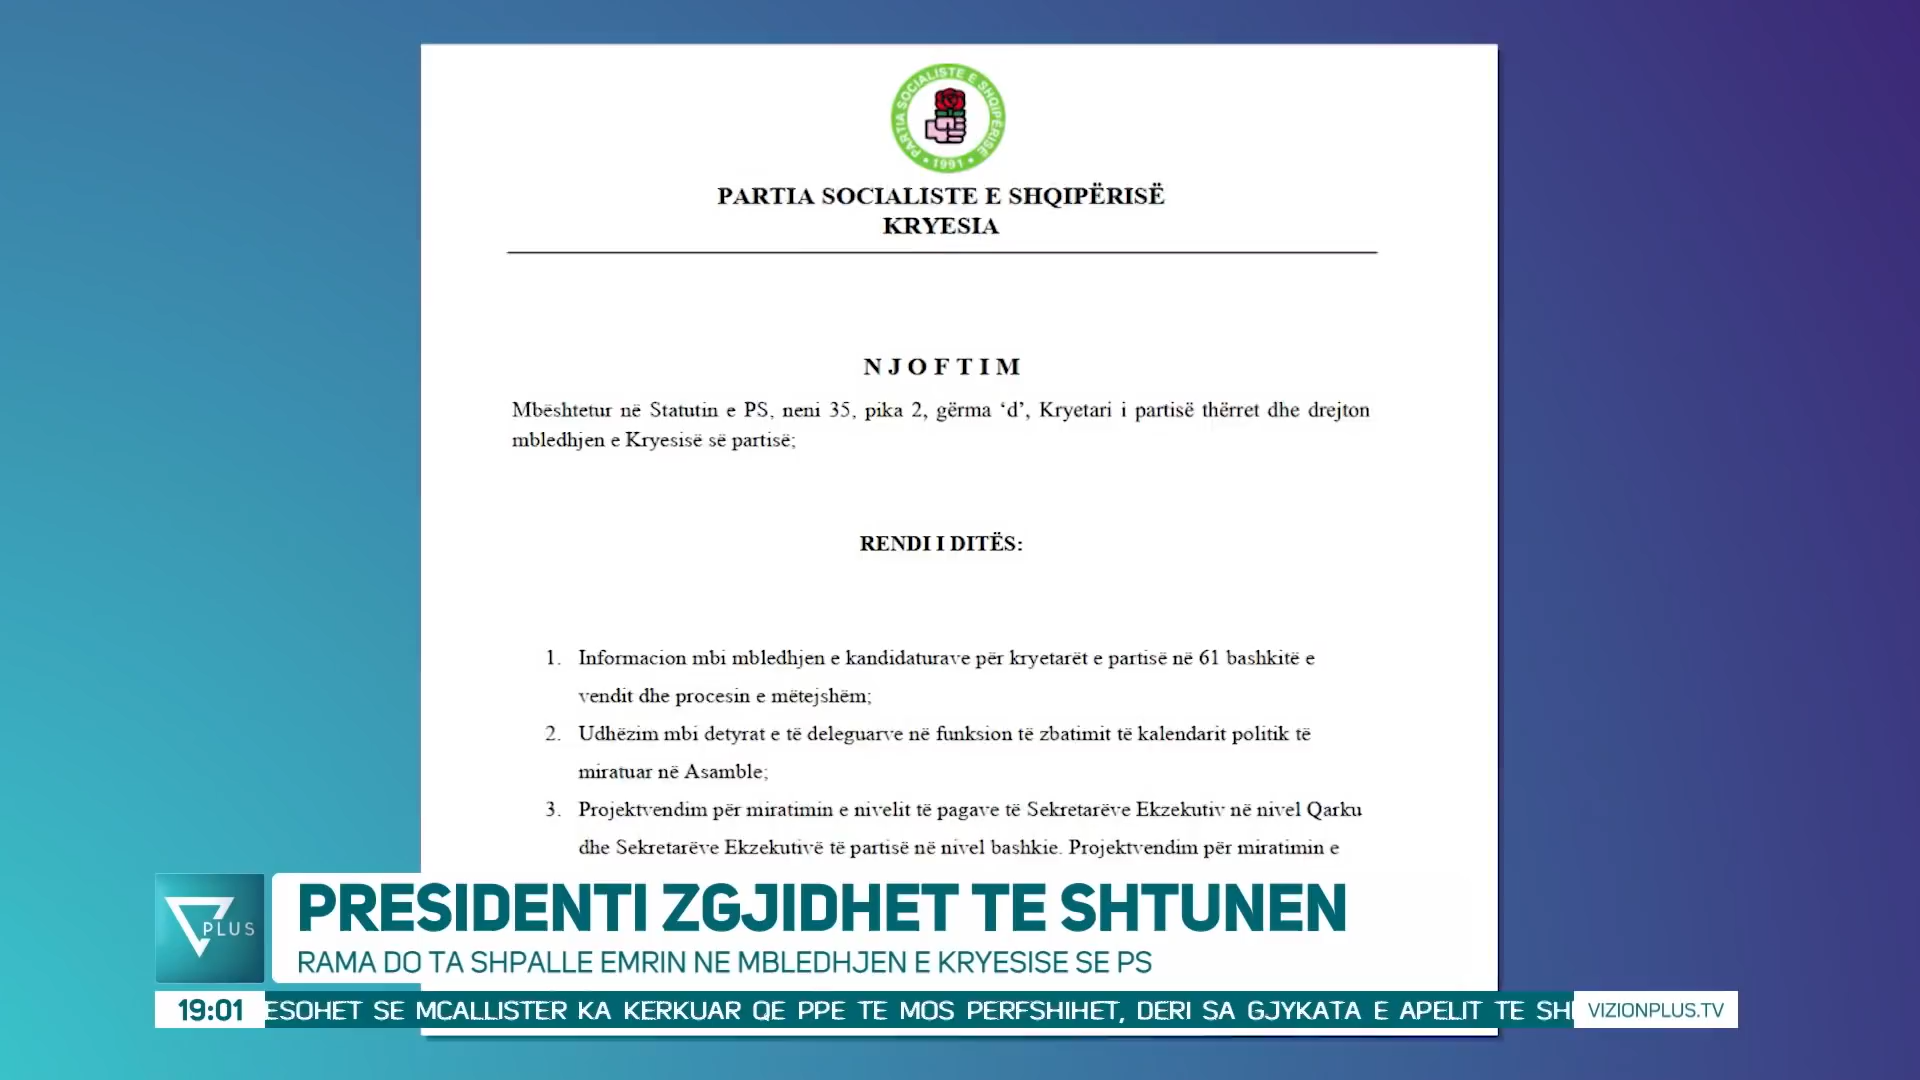 PARTIA SOCIALISTE E SHQIPËRISË
• 1991 •
PARTIA SOCIALISTE E SHQIPËRISË
KRYESIA
NJOFTIM
Mbështetur në Statutin e PS, neni 35, pika 2, gërma ‘d’, Kryetari i partisë thërret dhe drejton
mbledhjen e Kryesisë së partisë;
RENDI I DITËS:
1. Informacion mbi mbledhjen e kandidaturave për kryetarët e partisë në 61 bashkitë e
vendit dhe procesin e mëtejshëm;
2. Udhëzim mbi detyrat e të deleguarve në funksion të zbatimit të kalendarit politik të
miratuar në Asamble;
3. Projektvendim për miratimin e nivelit të pagave të Sekretarëve Ekzekutiv në nivel Qarku
dhe Sekretarëve Ekzekutivë të partisë në nivel bashkie. Projektvendim për miratimin e
PLUS
PRESIDENTI ZGJIDHET TE SHTUNEN
RAMA DO TA SHPALLE EMRIN NE MBLEDHJEN E KRYESISE SE PS
19:01
ESOHET SE MCALLISTER KA KERKUAR QE PPE TE MOS PERFSHIHET, DERI SA GJYKATA E APELIT TE SH
VIZIONPLUS.TV